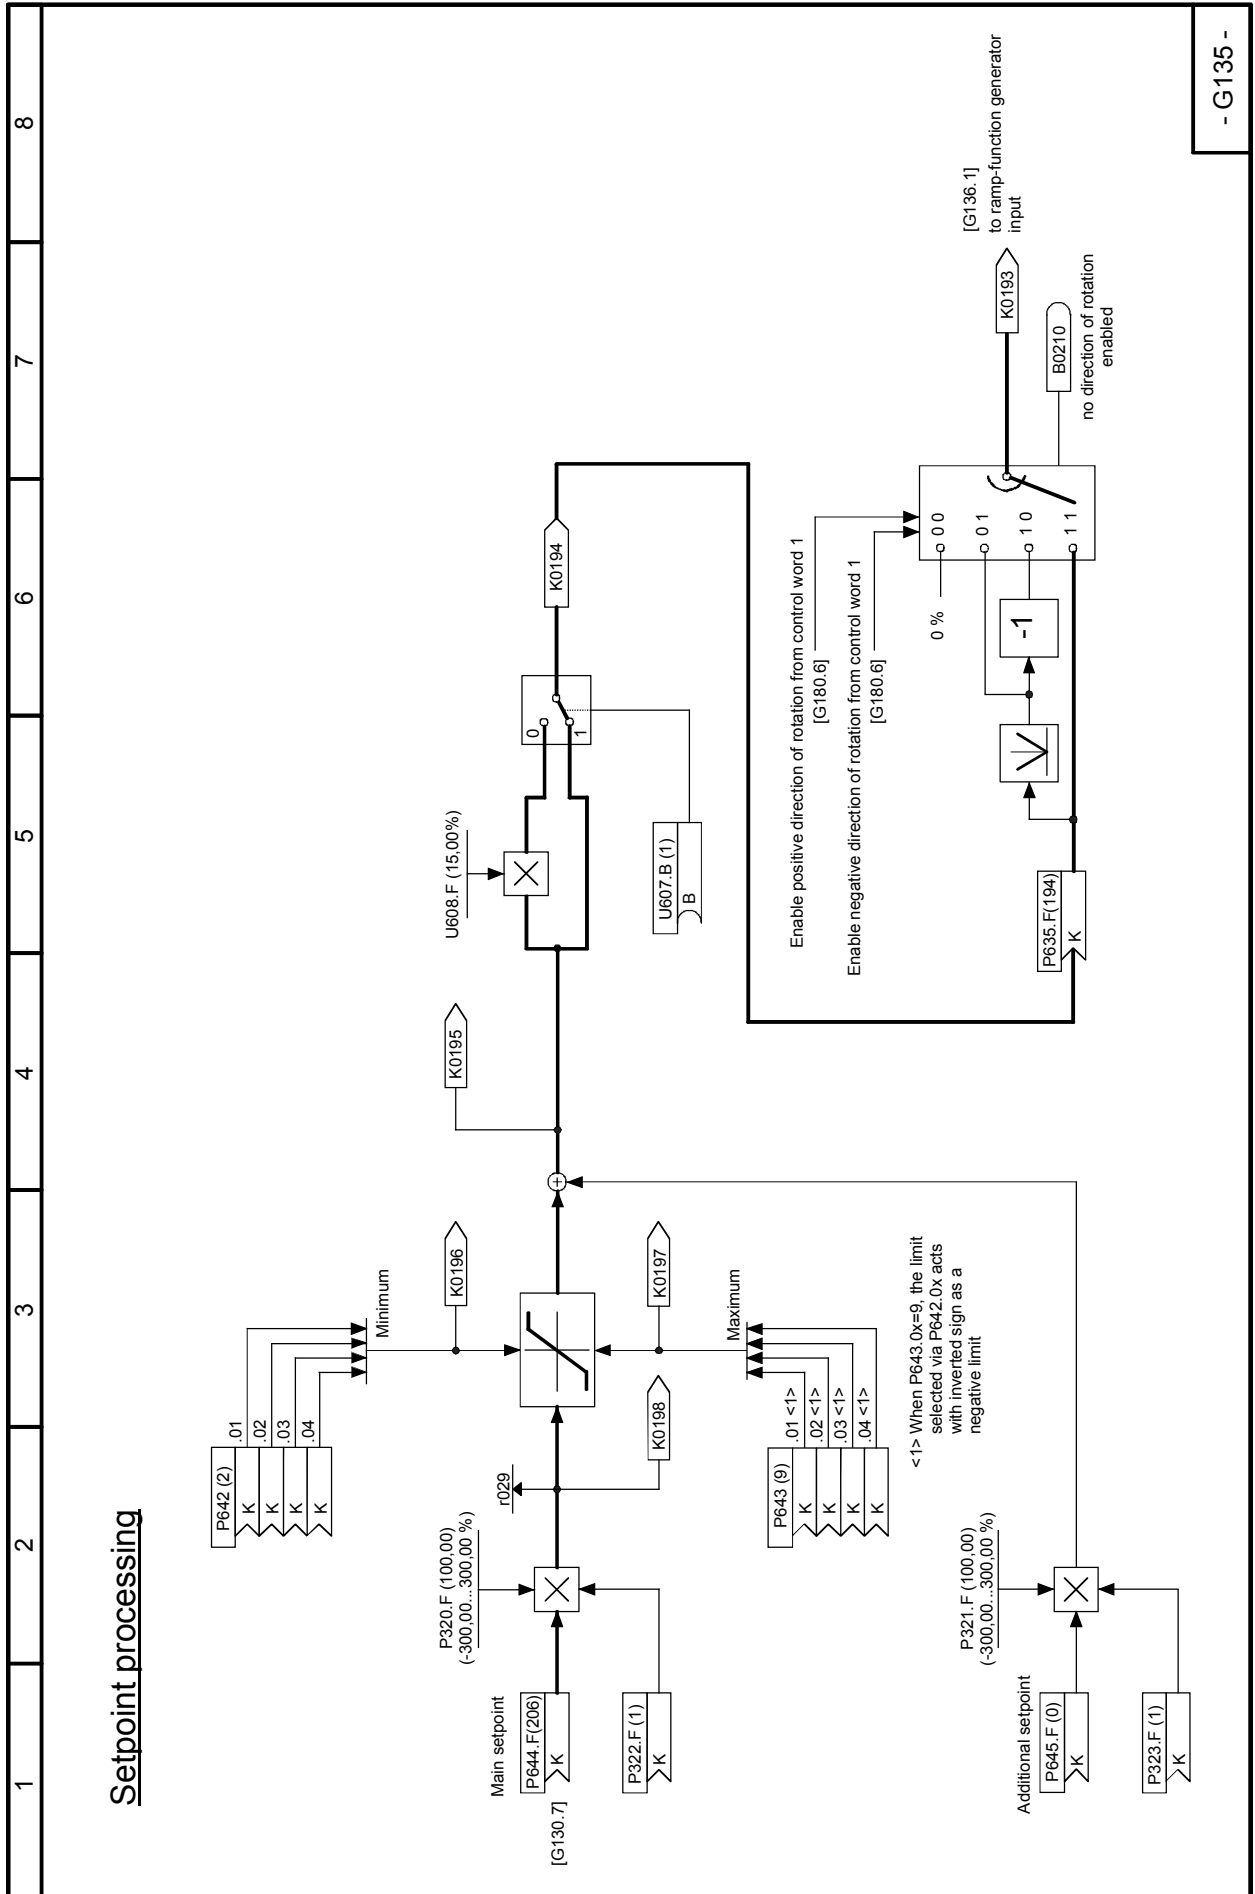 Setpoint processing
1
2
3
4
5
6
7
8
P642 (2)
K
.01
K
.02
K
.03
K
.04
Minimum
K0196
P320.F (100,00)
(-300,00...300,00 %)
r029
Main setpoint
P644.F(206)
K
[G130.7]
P322.F (1)
K
K0198
K0197
P643 (9)
K
.01 <1>
K
.02 <1>
K
.03 <1>
K
.04 <1>
Maximum
<1> When P643.0x=9, the limit
selected via P642.0x acts
with inverted sign as a
negative limit
P321.F (100,00)
(-300,00...300,00 %)
Additional setpoint
P645.F (0)
K
P323.F (1)
K
+
K0195
U608.F (15,00%)
0
1
U607.B (1)
B
K0194
Enable positive direction of rotation from control word 1
[G180.6]
Enable negative direction of rotation from control word 1
[G180.6]
P635.F(194)
K
-1
0 %
0 0
0 1
1 0
1 1
K0193
[G136.1]
to ramp-function generator
input
B0210
no direction of rotation
enabled
- G135 -